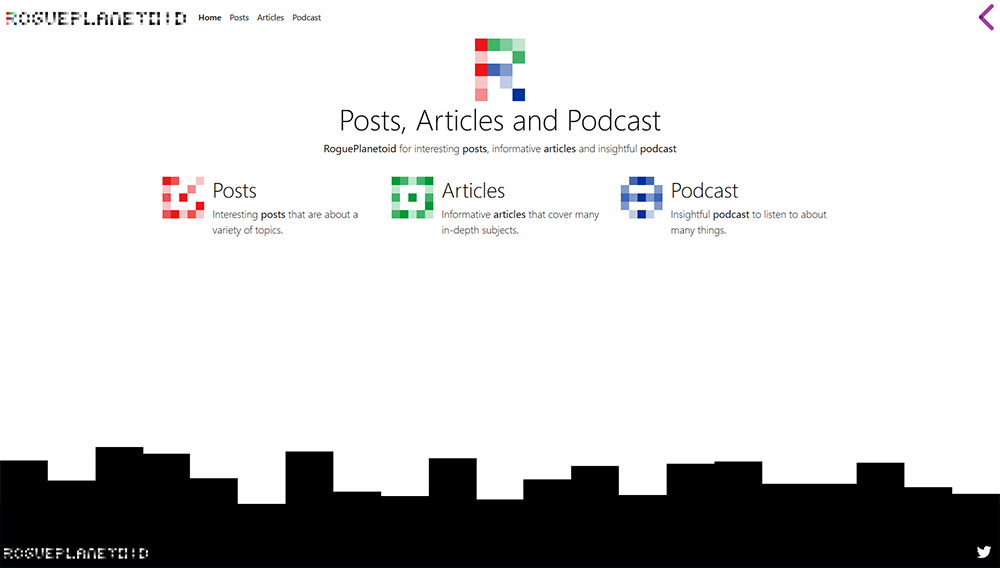 ROGUEPLANETOID Home Posts Articles Podcast
R
Posts, Articles and Podcast
RoguePlanetoid for interesting posts, informative articles and insightful podcast
Posts
Interesting posts that are about a
variety of topics.
Articles
Informative articles that cover many
in-depth subjects.
Podcast
Insightful podcast to listen to about
many things.
ROGUEPLANETOID